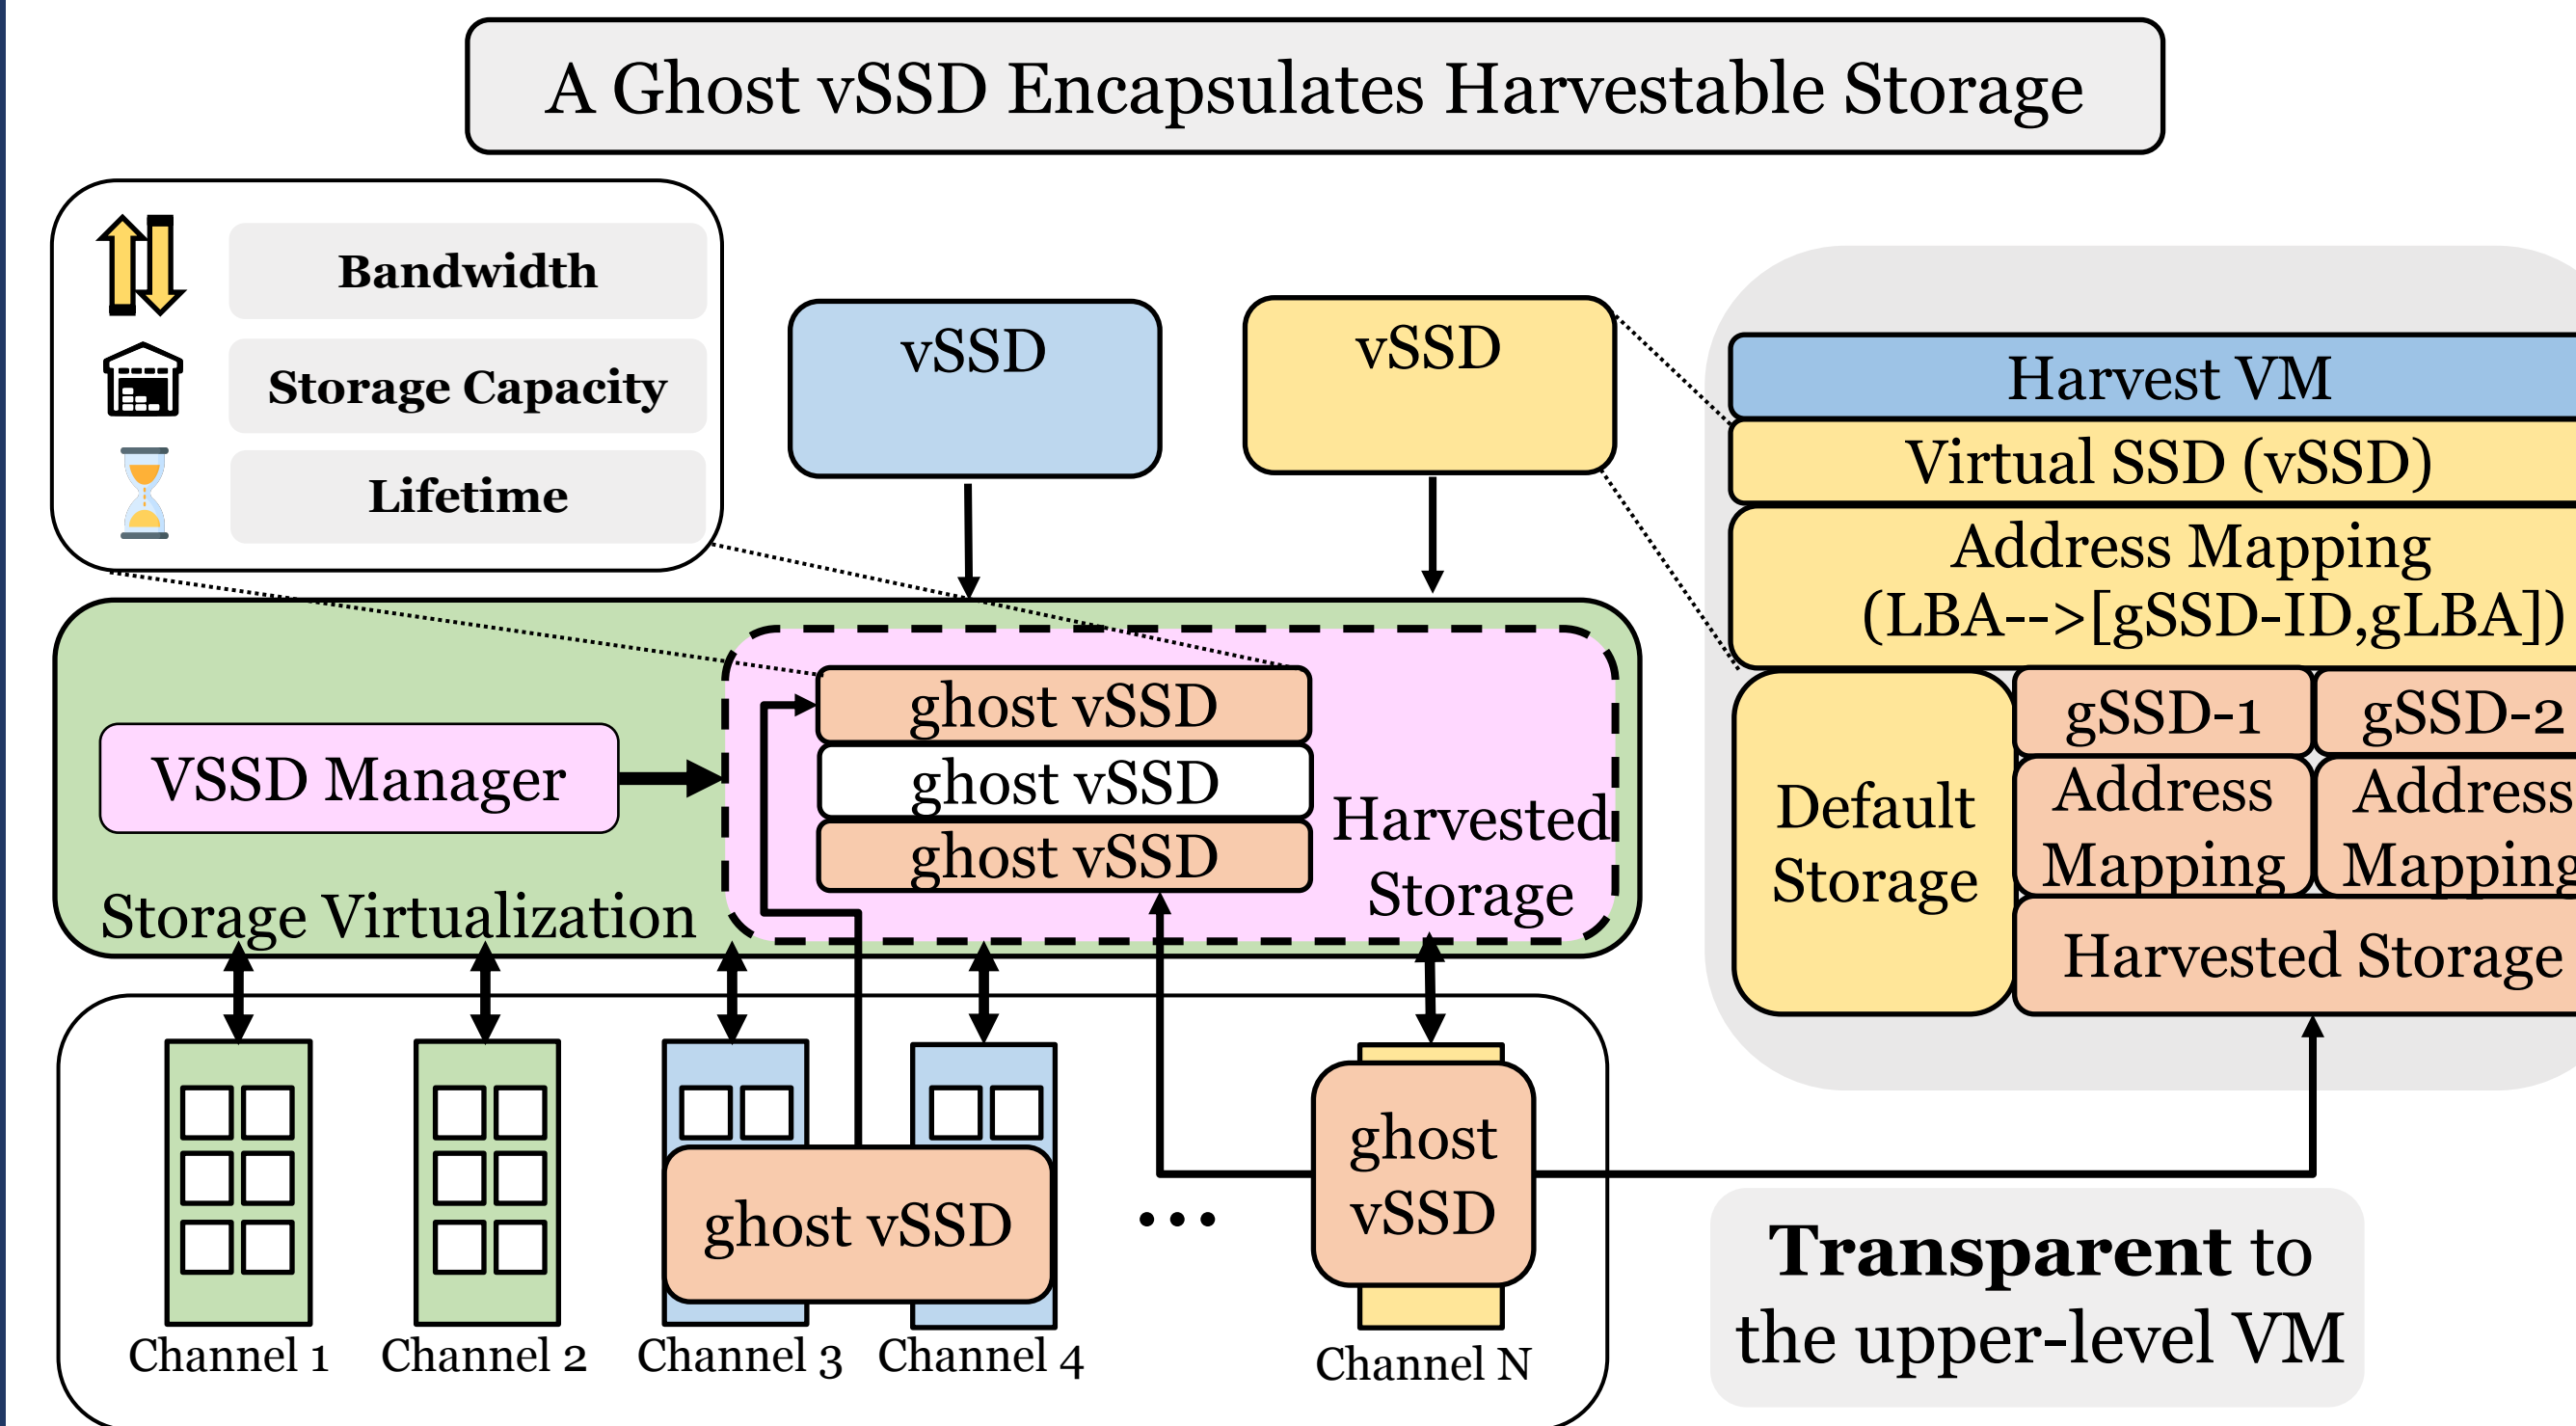 A Ghost vSSD Encapsulates Harvestable Storage
Bandwidth
Storage Capacity
Lifetime
vSSD
vSSD
Harvest VM
Virtual SSD (vSSD)
Address Mapping
(LBA-->[gSSD-ID,gLBA])
Default
Storage
gSSD-1
Address
Mapping
gSSD-2
Address
Mapping
Harvested Storage
VSSD Manager
Storage Virtualization
ghost vSSD
ghost vSSD
ghost vSSD
Harvested
Storage
ghost vSSD
...
ghost
vSSD
Channel 1
Channel 2
Channel 3
Channel 4
Channel N
Transparent to
the upper-level VM